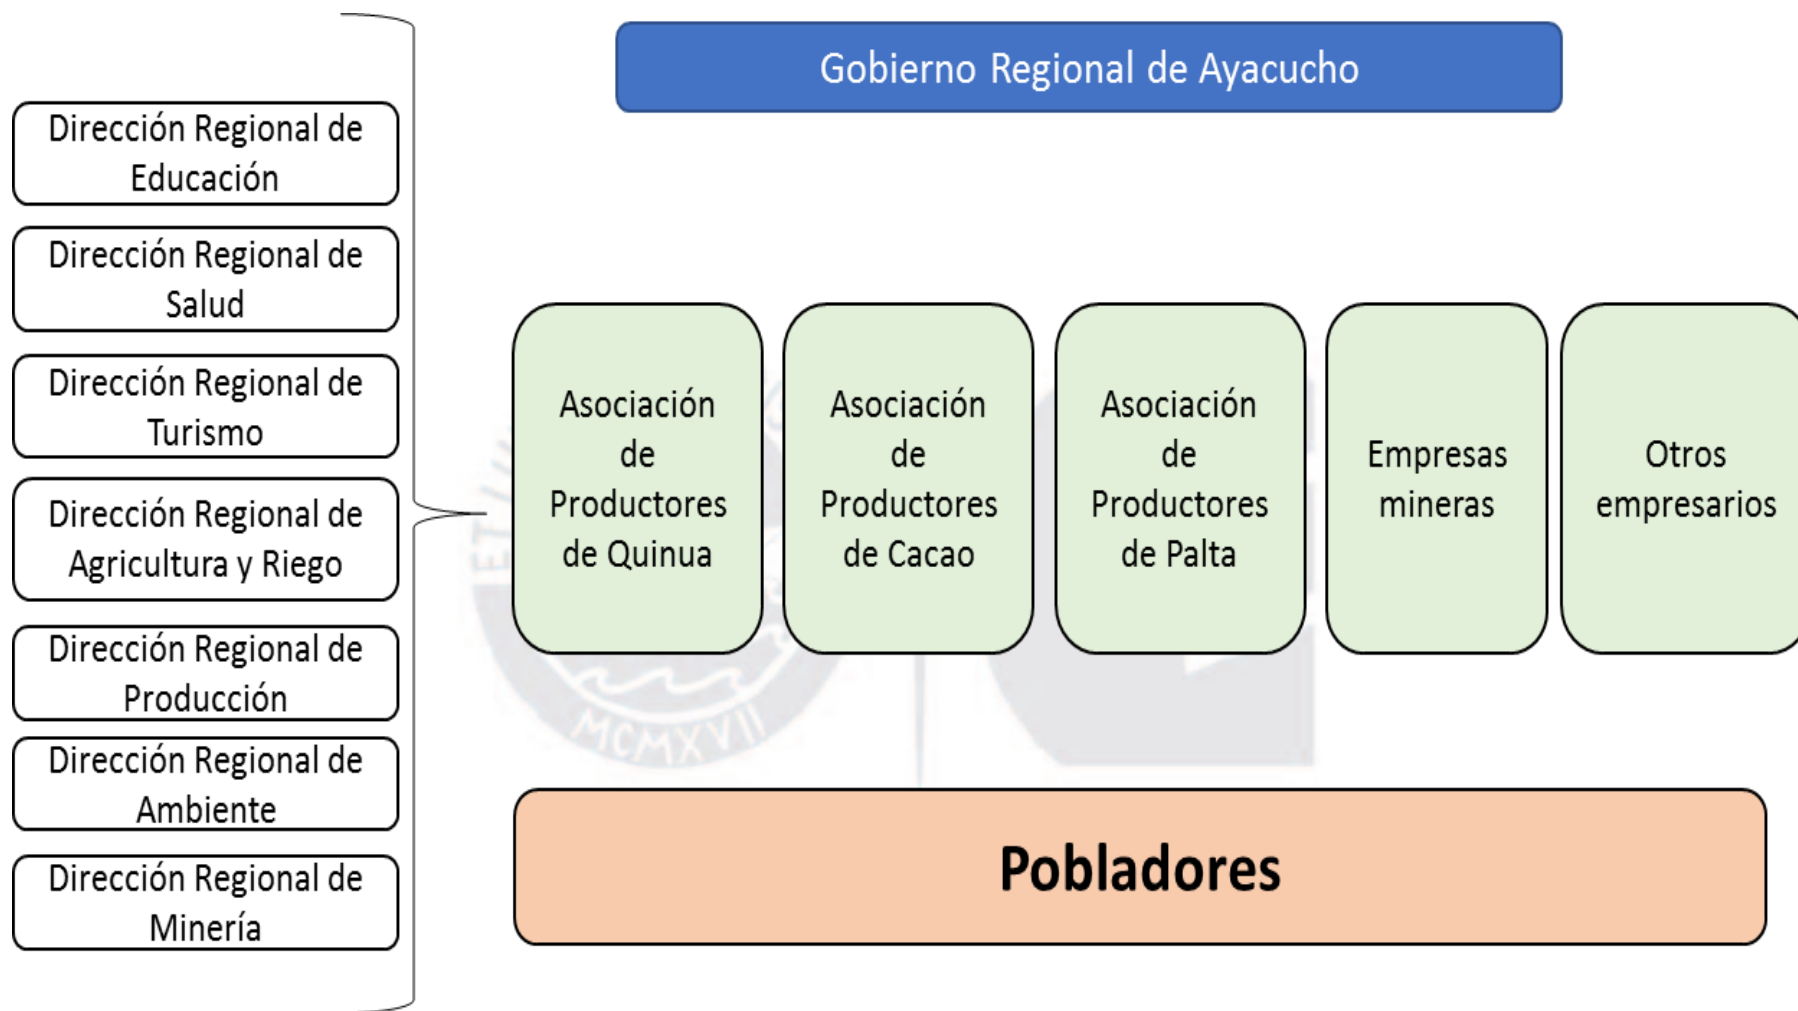 Gobierno Regional de Ayacucho
Dirección Regional de
Educación
Dirección Regional de
Salud
Dirección Regional de
Turismo
Dirección Regional de
Agricultura y Riego
Dirección Regional de
Producción
Dirección Regional de
Ambiente
Dirección Regional de
Minería
Asociación
de
Productores
de Quinua
Asociación
de
Productores
de Cacao
Asociación
de
Productores
de Palta
Empresas
mineras
Otros
empresarios
MCMXVII
Pobladores